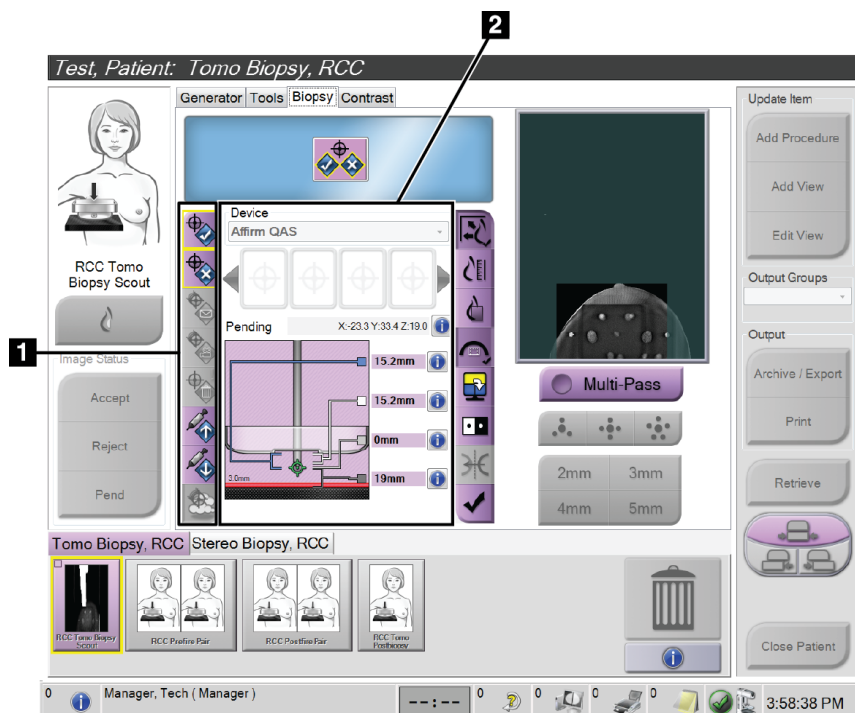 2
Test, Patient: Tomo Biopsy, RCC
Generator Tools Biopsy Contrast
RCC Tomo
Biopsy Scout
Image Status
Accept
Reject
Pend
1
Device
Affirm QAS
Pending X:-23.3 Y:33.4 Z:19.0
15.2mm
15.2mm
0mm
19mm
3.0mm
Multi-Pass
2mm 3mm
4mm 5mm
Update Item
Add Procedure
Add View
Edit View
Output Groups
Output
Archive / Export
Print
Retrieve
Close Patient
Tomo Biopsy, RCC Stereo Biopsy, RCC
RCC Tomo Biopsy
Scout
RCC Prefire Pair
RCC Postfire Pair
RCC Tomo
Postbiopsy
0 Manager, Tech ( Manager ) --:-- 0 0 0 0 3:58:38 PM